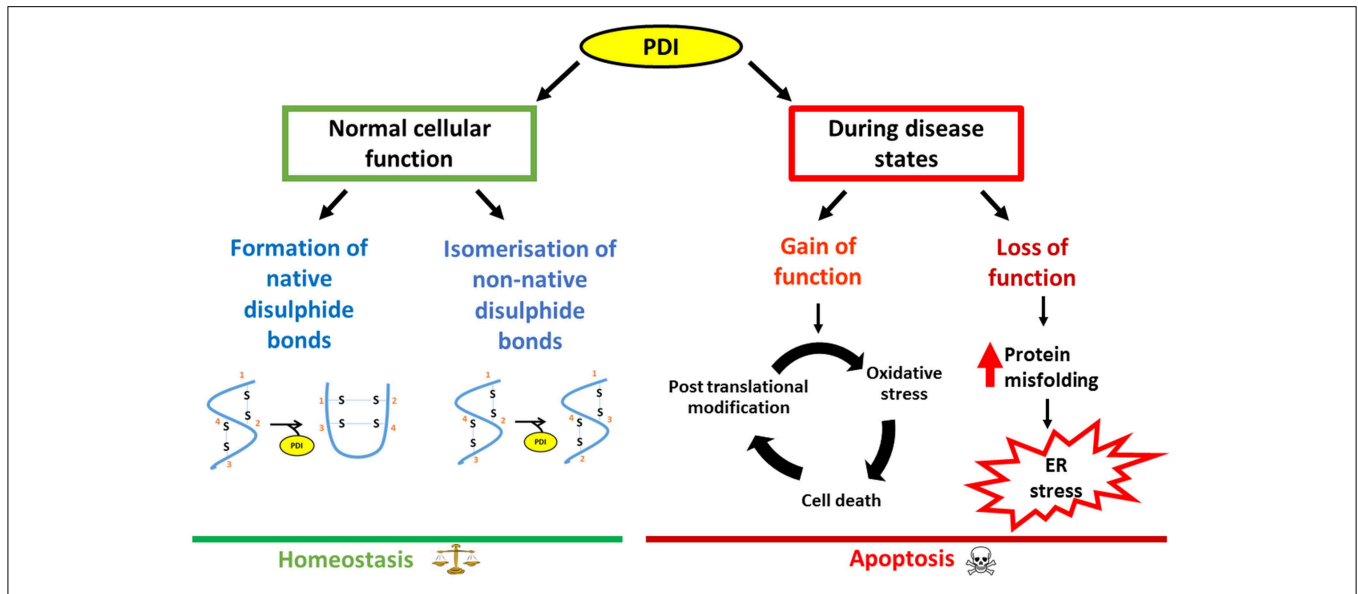 PDI
Normal cellular
function
During disease
states
Formation of
native
disulphide
bonds
Isomerisation of
non-native
disulphide
bonds
Gain of
function
Loss of
function
1
S
S
4
S
2
S
3
PDI
1
S
S
2
3
S
S
4
1
S
S
4
S
2
S
3
PDI
1
S
S
4
S
3
S
2
Post translational
modification
Oxidative
stress
Cell death
Protein
misfolding
ER
stress
Homeostasis
Apoptosis